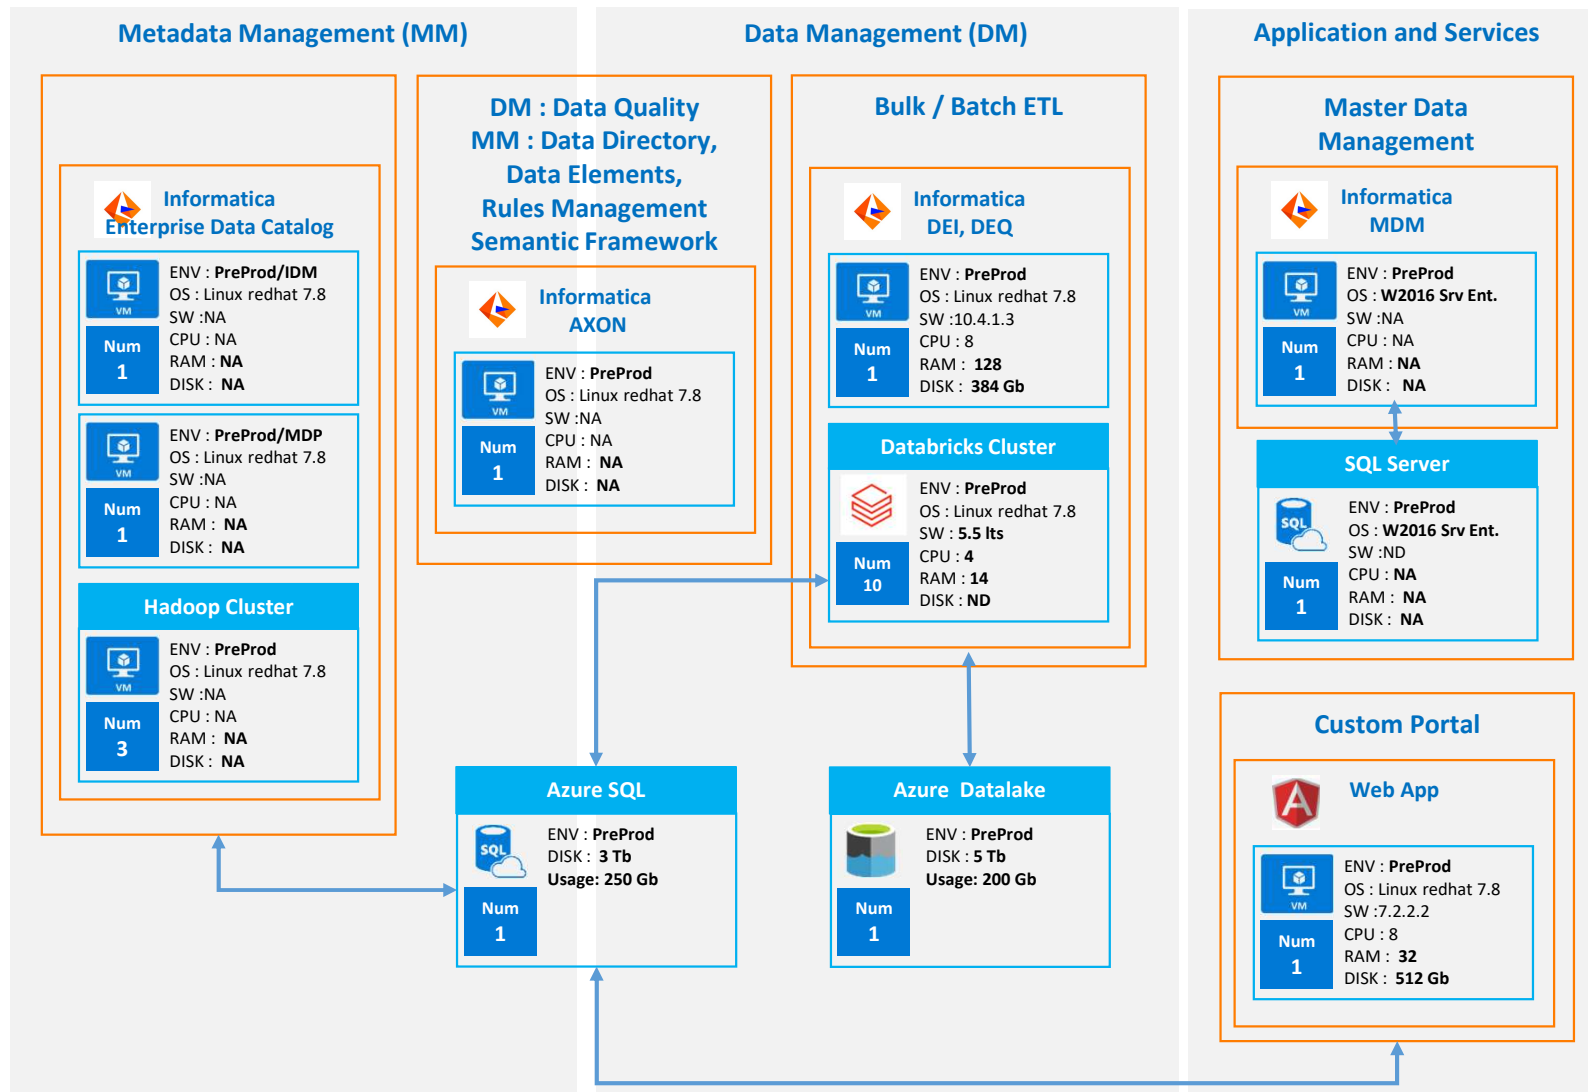 Metadata Management (MM)
Informatica
Enterprise Data Catalog
VM
Num
1
ENV : PreProd/IDM
OS : Linux redhat 7.8
SW :NA
CPU : NA
RAM : NA
DISK : NA
VM
Num
1
ENV : PreProd/MDP
OS : Linux redhat 7.8
SW :NA
CPU : NA
RAM : NA
DISK : NA
Hadoop Cluster
VM
Num
3
ENV : PreProd
OS : Linux redhat 7.8
SW :NA
CPU : NA
RAM : NA
DISK : NA
DM : Data Quality
MM : Data Directory,
Data Elements,
Rules Management
Semantic Framework
Informatica
AXON
VM
Num
1
ENV : PreProd
OS : Linux redhat 7.8
SW :NA
CPU : NA
RAM : NA
DISK : NA
Azure SQL
SQL
Num
1
ENV : PreProd
DISK : 3 Tb
Usage: 250 Gb
Data Management (DM)
Bulk / Batch ETL
Informatica
DEI, DEQ
VM
Num
1
ENV : PreProd
OS : Linux redhat 7.8
SW :10.4.1.3
CPU : 8
RAM : 128
DISK : 384 Gb
Databricks Cluster
Num
10
ENV : PreProd
OS : Linux redhat 7.8
SW : 5.5 lts
CPU : 4
RAM : 14
DISK : ND
Azure Datalake
Num
1
ENV : PreProd
DISK : 5 Tb
Usage: 200 Gb
Application and Services
Master Data
Management
Informatica
MDM
VM
Num
1
ENV : PreProd
OS : W2016 Srv Ent.
SW :NA
CPU : NA
RAM : NA
DISK : NA
SQL Server
SQL
Num
1
ENV : PreProd
OS : W2016 Srv Ent.
SW :ND
CPU : NA
RAM : NA
DISK : NA
Custom Portal
A
Web App
VM
Num
1
ENV : PreProd
OS : Linux redhat 7.8
SW :7.2.2.2
CPU : 8
RAM : 32
DISK : 512 Gb